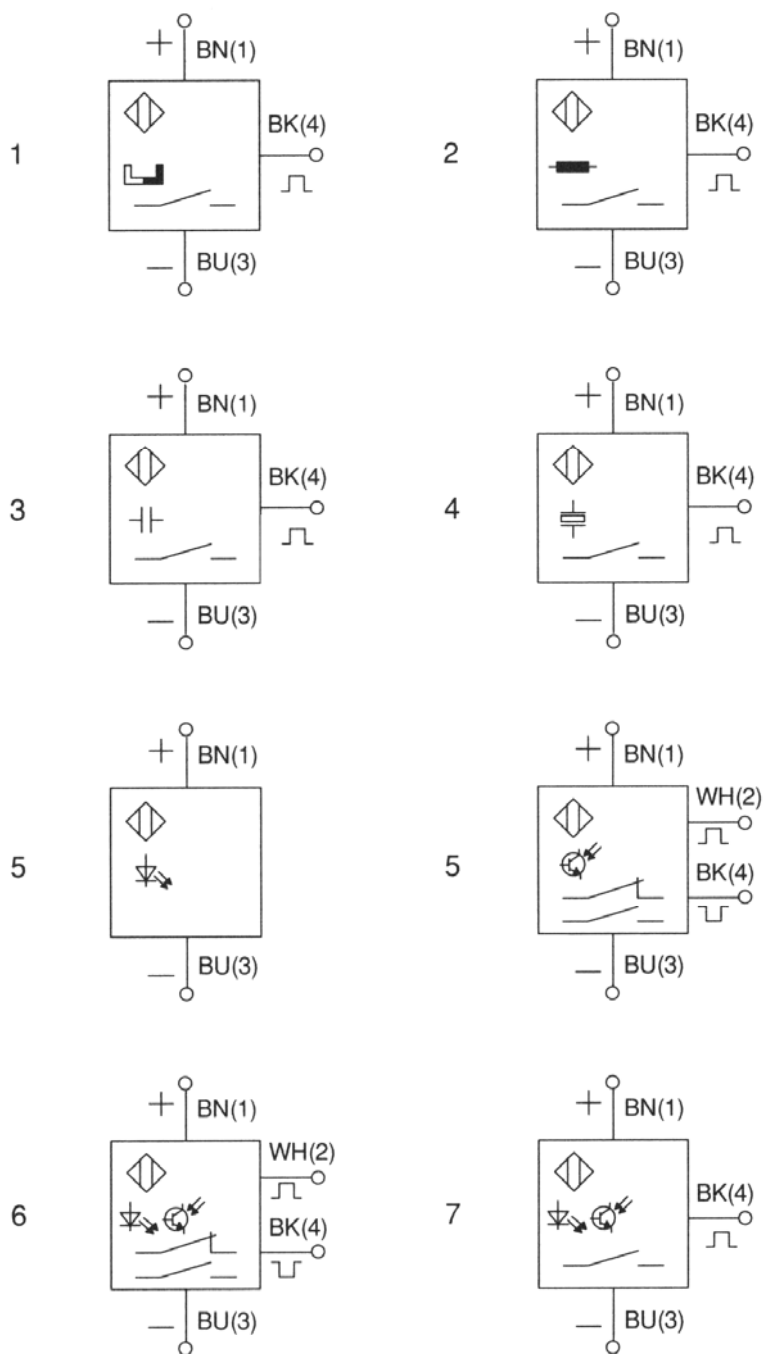 + BN(1) + BN(1)
BK(4) BK(4)
1 2
− BU(3) − BU(3)
+ BN(1) + BN(1)
BK(4) BK(4)
3 4
− BU(3) − BU(3)
+ BN(1) + BN(1)
WH(2)
5 5
BK(4)
− BU(3) − BU(3)
+ BN(1) + BN(1)
WH(2)
BK(4)
6 7
BK(4)
− BU(3) − BU(3)